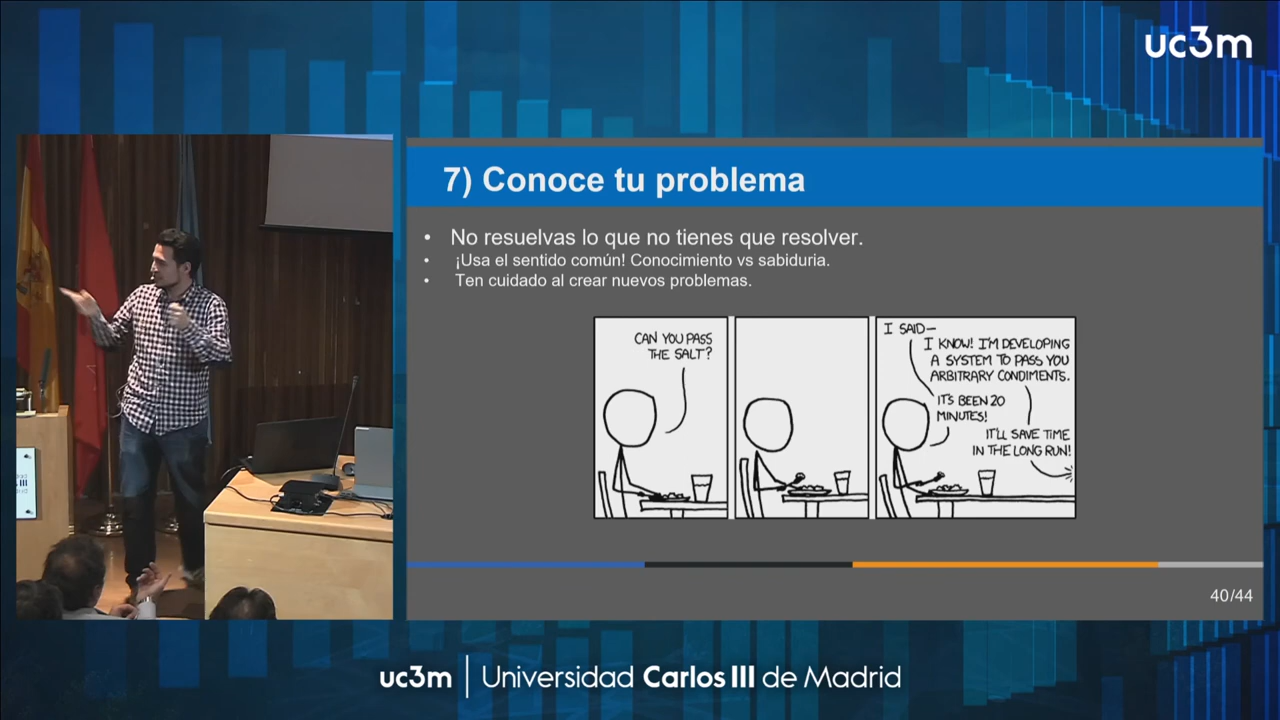 uc3m
7) Conoce tu problema
No resuelvas lo que no tienes que resolver.
¡Usa el sentido común! Conocimiento vs sabiduria.
Ten cuidado al crear nuevos problemas.
CAN YOU PASS
THE SALT?
I SAID—
I KNOW! I'M DEVELOPING
A SYSTEM TO PASS YOU
ARBITRARY CONDIMENTS.
IT'S BEEN 20
MINUTES!
IT'LL SAVE TIME
IN THE LONG RUN!
40/44
uc3m | Universidad Carlos III de Madrid